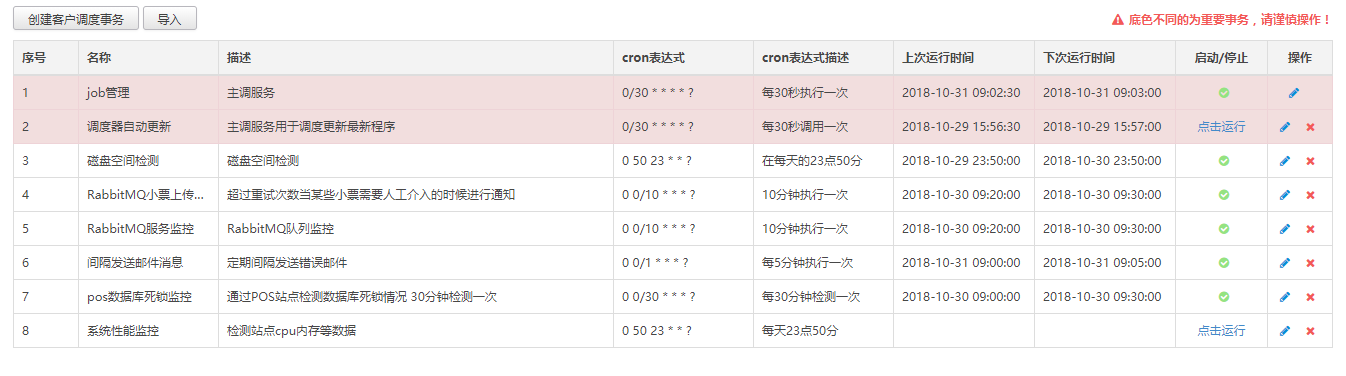 创建客户调度事务 导入 底色不同的为重要事务，请谨慎操作！
序号 名称 描述 cron表达式 cron表达式描述 上次运行时间 下次运行时间 启动/停止 操作
1 job管理 主调服务 0/30 * * * * ? 每30秒执行一次 2018-10-31 09:02:30 2018-10-31 09:03:00
2 调度器自动更新 主调服务用于调度更新最新程序 0/30 * * * * ? 每30秒调用一次 2018-10-29 15:56:30 2018-10-29 15:57:00 点击运行
3 磁盘空间检测 磁盘空间检测 0 50 23 * * ? 在每天的23点50分 2018-10-29 23:50:00 2018-10-30 23:50:00
4 RabbitMQ小票上传... 超过重试次数当某些小票需要人工介入的时候进行通知 0 0/10 * * * ? 10分钟执行一次 2018-10-30 09:20:00 2018-10-30 09:30:00
5 RabbitMQ服务监控 RabbitMQ队列监控 0 0/10 * * * ? 10分钟执行一次 2018-10-30 09:20:00 2018-10-30 09:30:00
6 间隔发送邮件消息 定期间隔发送错误邮件 0 0/1 * * * ? 每5分钟执行一次 2018-10-31 09:00:00 2018-10-31 09:05:00
7 pos数据库死锁监控 通过POS站点检测数据库死锁情况 30分钟检测一次 0 0/30 * * * ? 每30分钟检测一次 2018-10-30 09:00:00 2018-10-30 09:30:00
8 系统性能监控 检测站点cpu内存等数据 0 50 23 * * ? 每天23点50分 点击运行